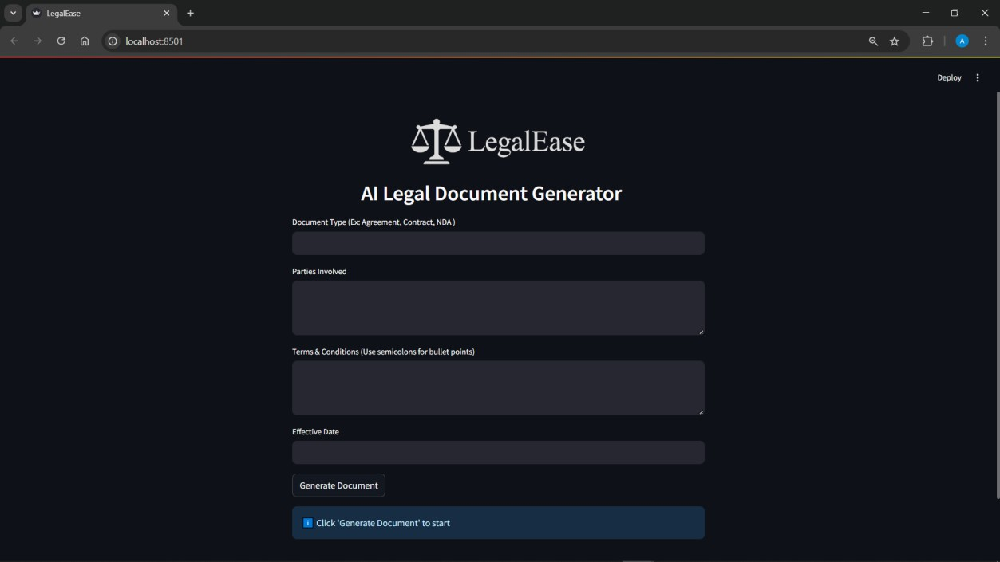 LegalEase
localhost:8501
A
Deploy
LegalEase
AI Legal Document Generator
Document Type (Ex: Agreement, Contract, NDA )
Parties Involved
Terms & Conditions (Use semicolons for bullet points)
Effective Date
Generate Document
i Click 'Generate Document' to start